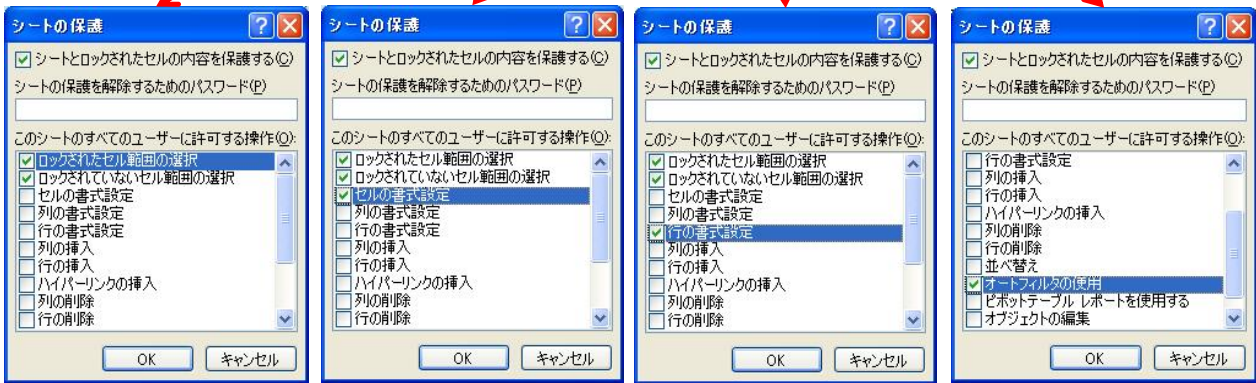 シートの保護
シートとロックされたセルの内容を保護する(C)
シートの保護を解除するためのパスワード(P)
このシートのすべてのユーザーに許可する操作(O):
ロックされたセル範囲の選択
ロックされていないセル範囲の選択
セルの書式設定
列の書式設定
行の書式設定
列の挿入
行の挿入
ハイパーリンクの挿入
列の削除
行の削除
OK
キャンセル
シートの保護
シートとロックされたセルの内容を保護する(C)
シートの保護を解除するためのパスワード(P)
このシートのすべてのユーザーに許可する操作(O):
ロックされたセル範囲の選択
ロックされていないセル範囲の選択
セルの書式設定
列の書式設定
行の書式設定
列の挿入
行の挿入
ハイパーリンクの挿入
列の削除
行の削除
OK
キャンセル
シートの保護
シートとロックされたセルの内容を保護する(C)
シートの保護を解除するためのパスワード(P)
このシートのすべてのユーザーに許可する操作(O):
ロックされたセル範囲の選択
ロックされていないセル範囲の選択
セルの書式設定
列の書式設定
行の書式設定
列の挿入
行の挿入
ハイパーリンクの挿入
列の削除
行の削除
OK
キャンセル
シートの保護
シートとロックされたセルの内容を保護する(C)
シートの保護を解除するためのパスワード(P)
このシートのすべてのユーザーに許可する操作(O):
行の書式設定
列の挿入
行の挿入
ハイパーリンクの挿入
列の削除
行の削除
並べ替え
オートフィルタの使用
ピボットテーブル レポートを使用する
オブジェクトの編集
OK
キャンセル